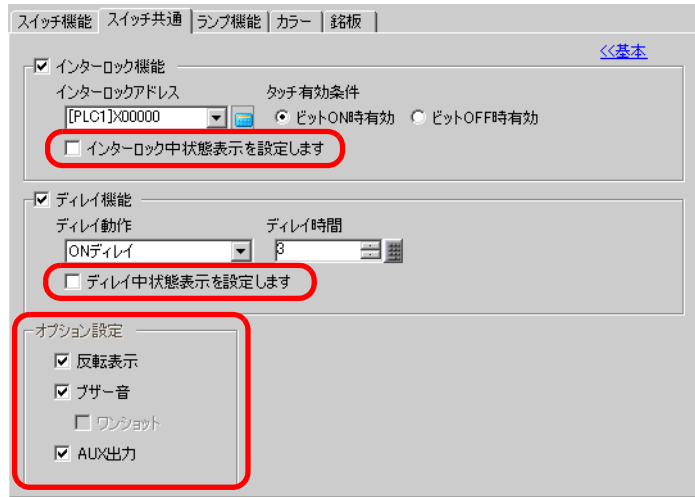 スイッチ機能 スイッチ共通 ランプ機能 カラー 銘板
<<基本
インターロック機能
インターロックアドレス タッチ有効条件
[PLC1]X00000 ビットON時有効 ビットOFF時有効
インターロック中状態表示を設定します
ディレイ機能
ディレイ動作 ディレイ時間
ONディレイ 3
ディレイ中状態表示を設定します
オプション設定
反転表示
ブザー音
ワンショット
AUX出力